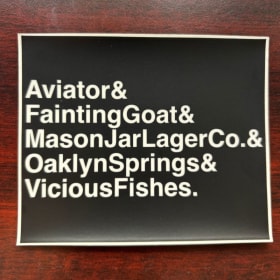 Aviator&
FaintingGoat&
MasonJarLagerCo.&
OaklynSprings&
ViciousFishes.